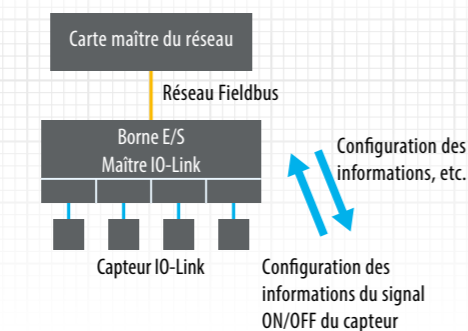 Carte maître du réseau
Réseau Fieldbus
Borne E/S
Maître IO-Link
Configuration des
informations, etc.
Capteur IO-Link
Configuration des
informations du signal
ON/OFF du capteur